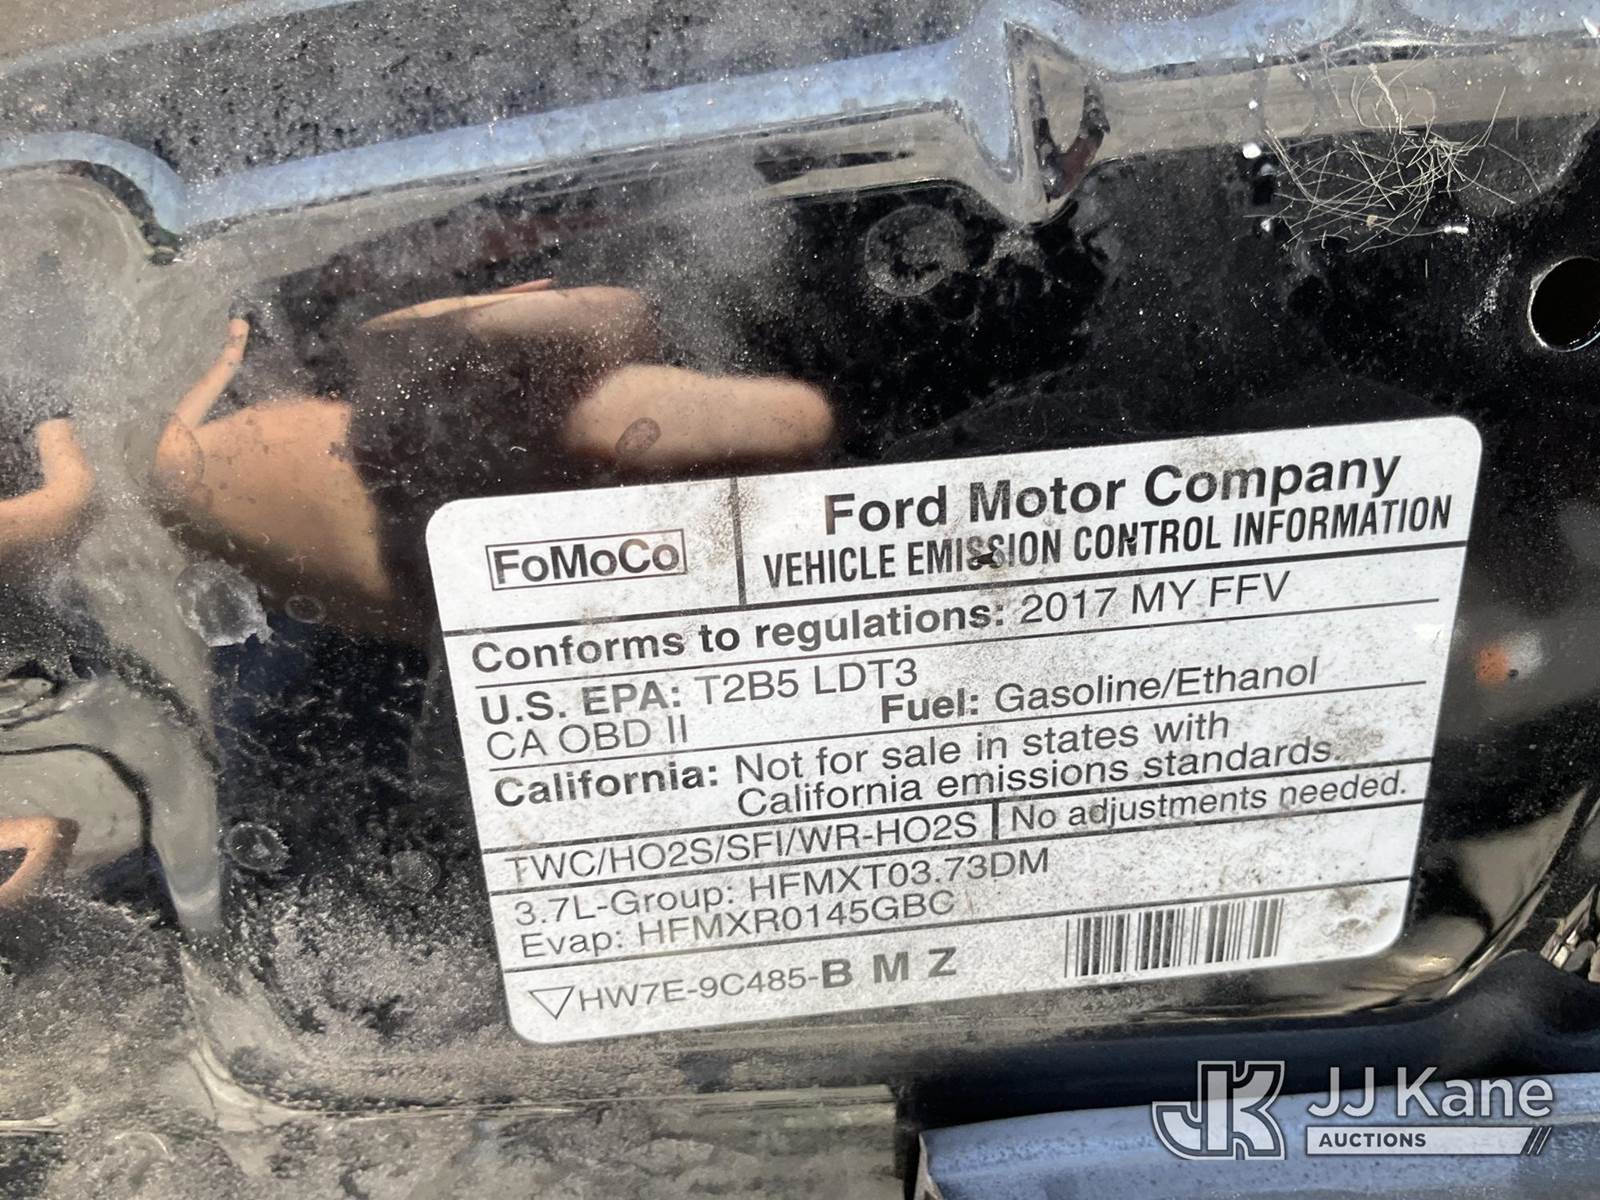 FoMoCo
Ford Motor Company
VEHICLE EMISSION CONTROL INFORMATION
Conforms to regulations: 2017 MY FFV
U.S. EPA: T2B5 LDT3
CA OBD II
Fuel: Gasoline/Ethanol
California: Not for sale in states with
California emissions standards.
TWC/HO2S/SFI/WR-HO2S
No adjustments needed.
3.7L-Group: HFMXT03.73DM
Evap: HFMXR0145GBC
HW7E-9C485-B M Z
JK
JJ Kane
AUCTIONS